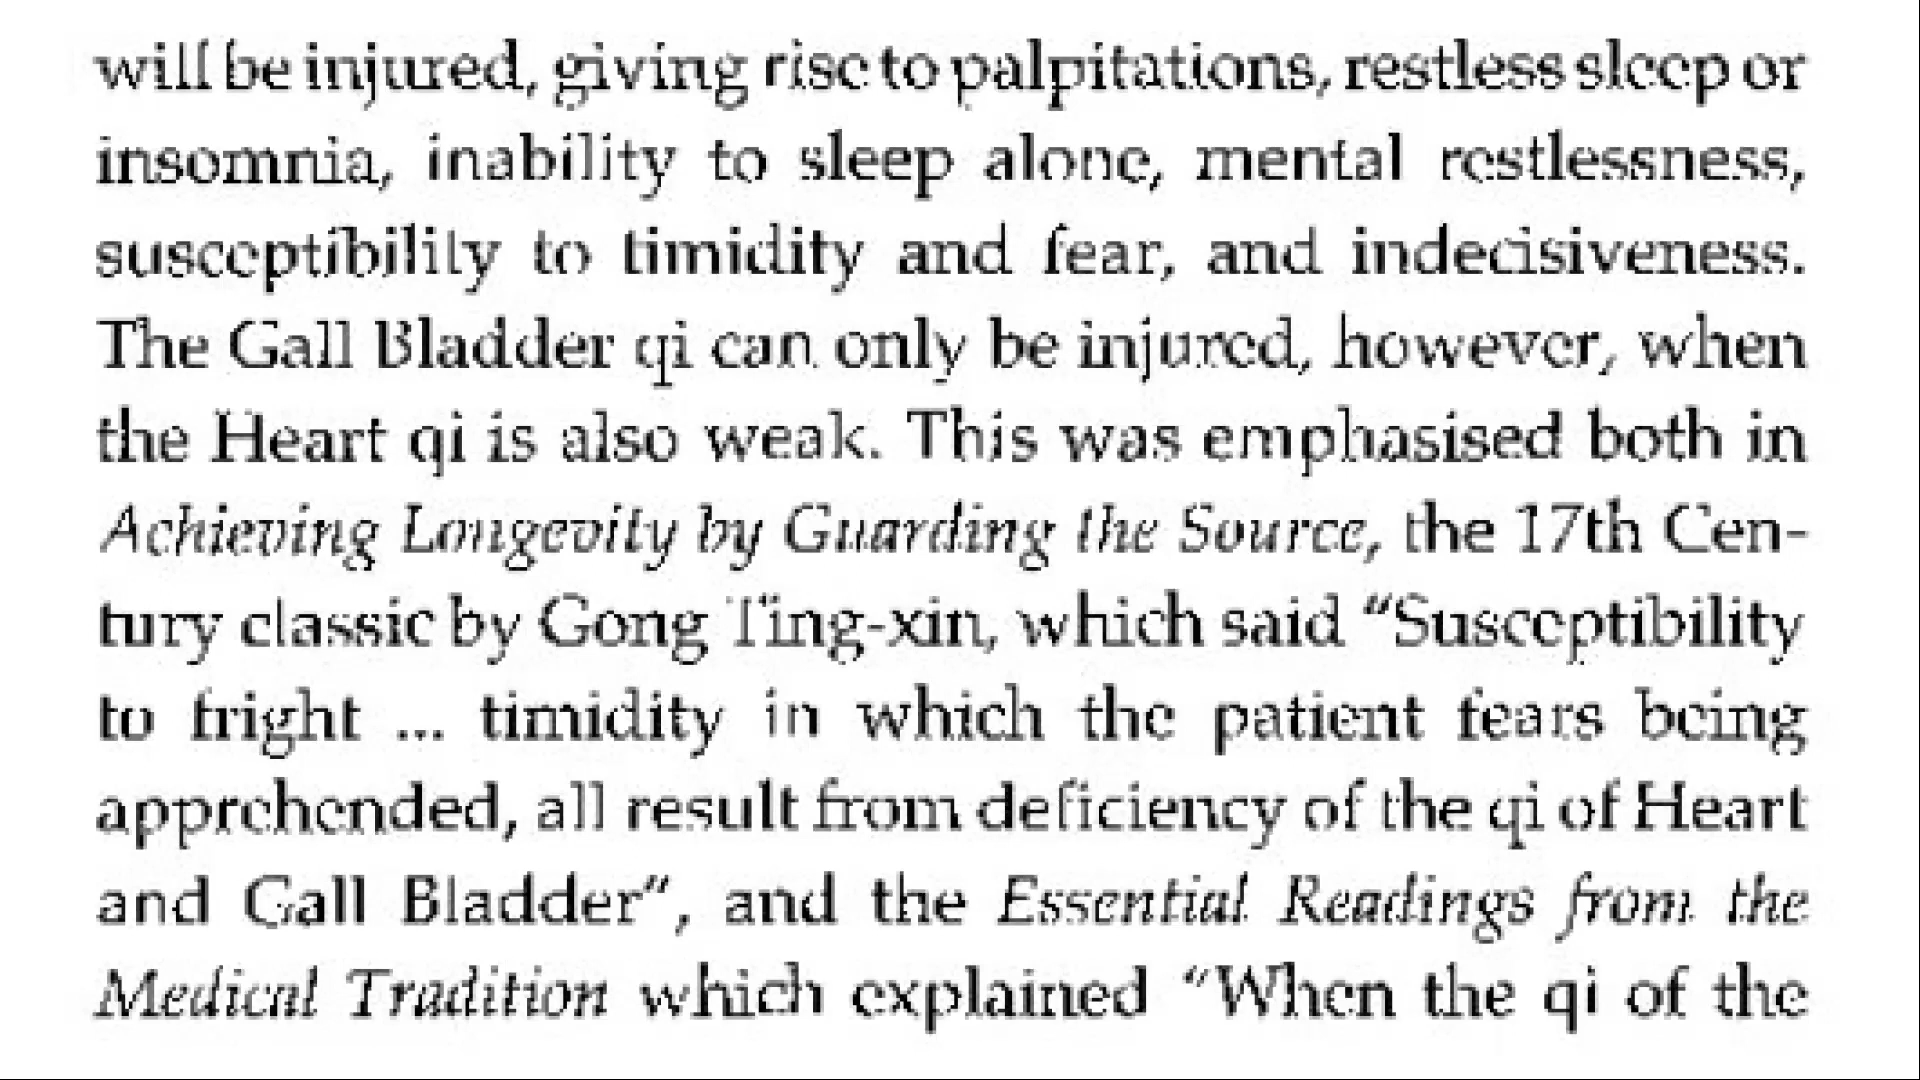 will be injured, giving rise to palpitations, restless sleep or
insomnia, inability to sleep alone, mental restlessness,
susceptibility to timidity and fear, and indecisiveness.
The Gall Bladder qi can only be injured, however, when
the Heart qi is also weak. This was emphasised both in
Achieving Longevity by Guarding the Source, the 17th Cen-
tury classic by Gong Ting-xin, which said “Susceptibility
to fright ... timidity in which the patient fears being
apprehended, all result from deficiency of the qi of Heart
and Gall Bladder”, and the Essential Readings from the
Medical Tradition which explained “When the qi of the